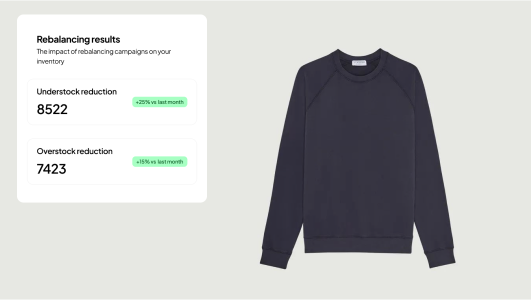 Rebalancing results
The impact of rebalancing campaigns on your
inventory
Understock reduction
8522
+25% vs last month
Overstock reduction
7423
+15% vs last month